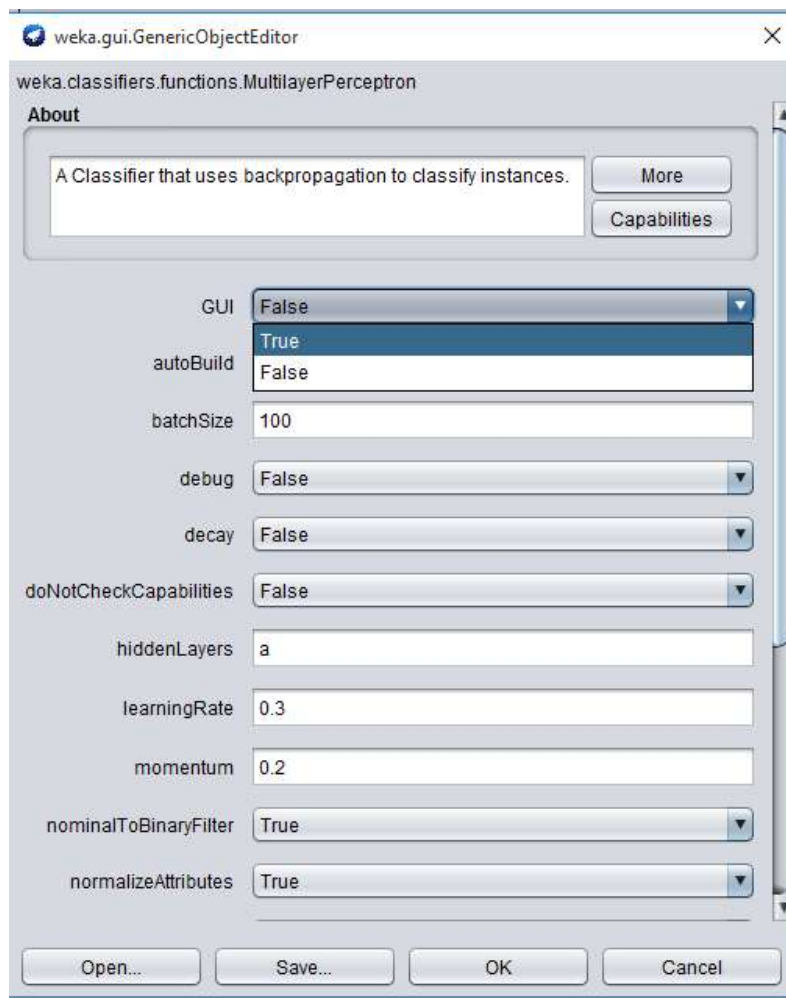 weka.gui.GenericObjectEditor
weka.classifiers.functions.MultilayerPerceptron
About
A Classifier that uses backpropagation to classify instances. More
Capabilities
GUI False
True
autoBuild
False
batchSize 100
debug False
decay False
doNotCheckCapabilities False
hiddenLayers a
learningRate 0.3
momentum 0.2
nominalToBinaryFilter True
normalizeAttributes True
Open... Save... OK Cancel